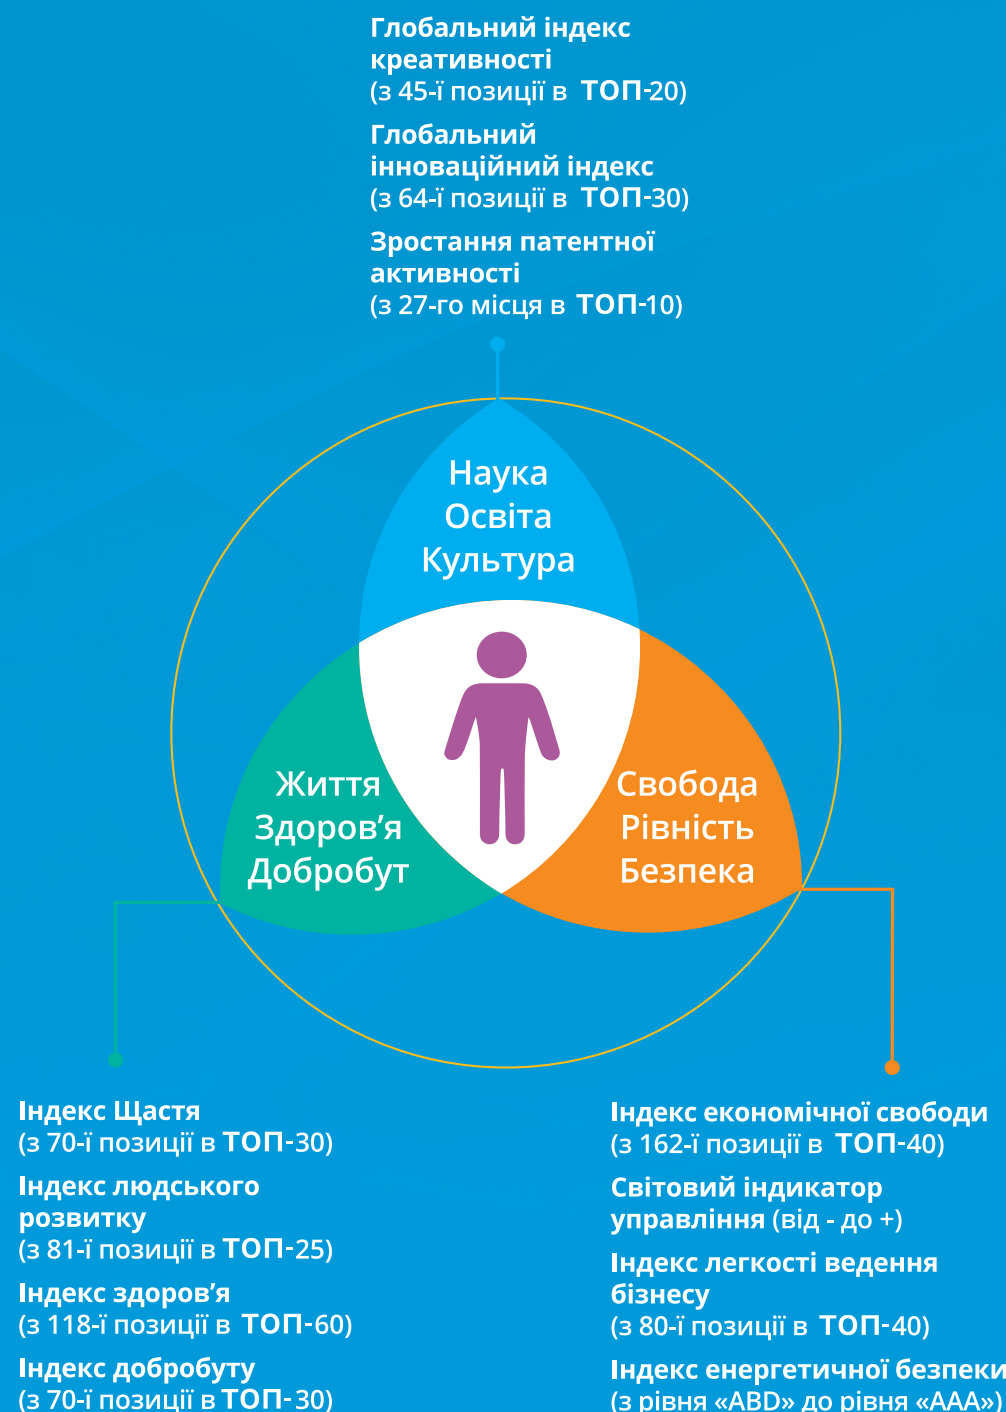 Глобальний індекс
креативності
(з 45-ї позиції в ТОП-20)
Глобальний
інноваційний індекс
(з 64-ї позиції в ТОП-30)
Зростання патентної
активності
(з 27-го місця в ТОП-10)
Наука
Освіта
Культура
Життя
Здоров’я
Добробут
Свобода
Рівність
Безпека
Індекс Щастя
(з 70-ї позиції в ТОП-30)
Індекс людського
розвитку
(з 81-ї позиції в ТОП-25)
Індекс здоров’я
(з 118-ї позиції в ТОП-60)
Індекс добробуту
(з 70-ї позиції в ТОП-30)
Індекс економічної свободи
(з 162-ї позиції в ТОП-40)
Світовий індикатор
управління (від - до +)
Індекс легкості ведення
бізнесу
(з 80-ї позиції в ТОП-40)
Індекс енергетичної безпеки
(з рівня «ABD» до рівня «AAA»)